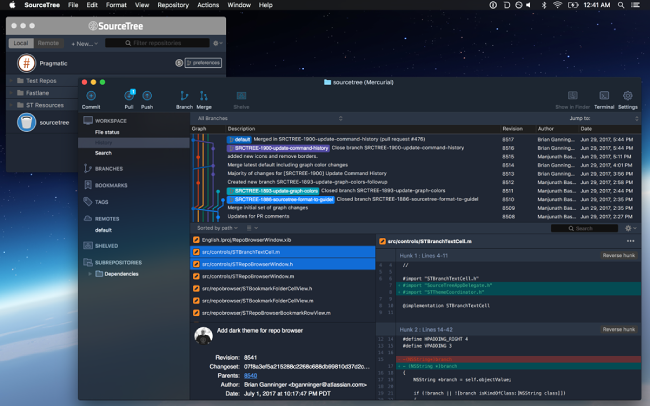 SourceTree File Edit Format View Repository Actions Window Help 12:41 AM
SourceTree
Local Remote + New... Filter repositories
Pragmatic preferences
Test Repos
Fastlane
ST Resources
sourcetree
sourcetree (Mercurial)
Commit Pull Push Branch Merge Shelve Show in Finder Terminal Settings
WORKSPACE
File status
Search
BRANCHES
BOOKMARKS
TAGS
REMOTES
default
SHELVED
SUBREPOSITORIES
Dependencies
All Branches Jump to:
Graph Description Revision Author Date
default Merged in SRCTREE-1900-update-command-history (pull request #476) 8517 Brian Ganning... Jun 29, 2017, 5:44 PM
SRCTREE-1900-update-command-history Close branch SRCTREE-1900-update-command-history 8516 Brian Ganning... Jun 29, 2017, 5:44 PM
added new icons and remove borders. 8515 Manjunath Bas... Jun 29, 2017, 5:11 PM
Merge latest default including graph color changes 8514 Brian Ganning... Jun 29, 2017, 4:01 PM
Majority of changes for [SRCTREE-1900] Update Command History 8513 Brian Ganning... Jun 29, 2017, 3:57 PM
Created new branch SRCTREE-1893-update-graph-colors-followup 8512 Brian Ganning... Jun 29, 2017, 2:58 PM
SRCTREE-1893-update-graph-colors Closed branch SRCTREE-1893-update-graph-colors 8511 Manjunath Bas... Jun 29, 2017, 2:44 PM
SRCTREE-1886-sourcetree-format-to-guidel Closed branch SRCTREE-1886-sourcetree-format-to-guidel 8510 Manjunath Bas... Jun 29, 2017, 2:35 PM
Merge initial set of graph changes 8509 Brian Ganning... Jun 29, 2017, 2:34 PM
Updates for PR comments 8508 Manjunath Bas... Jun 29, 2017, 2:27 PM
Sorted by path Search
English.lproj/RepoBrowserWindow.xib
src/controls/STBranchTextCell.m
src/controls/STRepoBrowserWindow.h
src/controls/STRepoBrowserWindow.m
src/repobrowser/STBookmarkFolderCellView.h
src/repobrowser/STBookmarkFolderCellView.m
src/repobrowser/STBookmarkRowView.m
Add dark theme for repo browser
Revision: 8541
Changeset: 07f8a3ef5a215288c2268c688db99810d37d2c...
Parents: 8540
Author: Brian Ganninger <bganninger@atlassian.com>
Date: July 1, 2017 at 10:17:47 PM PDT
src/controls/STBranchTextCell.m
Hunk 1 : Lines 4-11 Reverse hunk
//
#import "STBranchTextCell.h"
#import "SourceTreeAppDelegate.h"
#import "STThemeCoordinator.h"
@implementation STBranchTextCell
Hunk 2 : Lines 14-42 Reverse hunk
#define HPADDING_RIGHT 4
#define VPADDING 3
- (NSString *)branch
{
NSString *branch = self.objectValue;
if (!branch || ![branch isKindOfClass:[NSString class]])